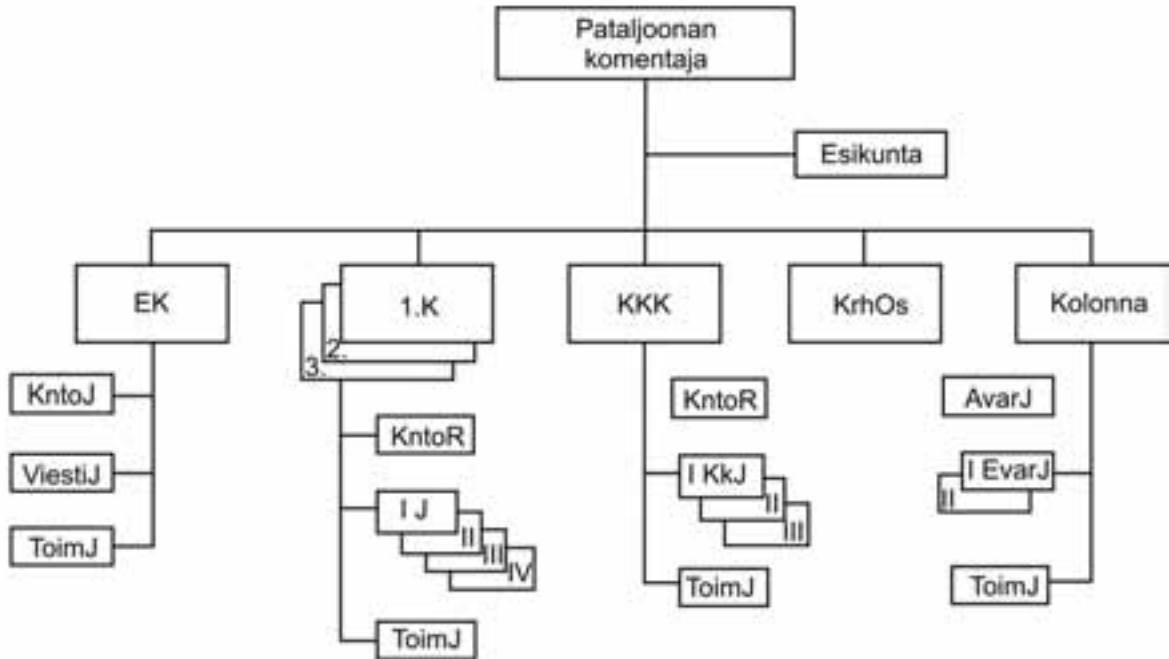 Pataljoonan
komentaja
Esikunta
EK
1.K
2.
3.
KKK
KrhOs
Kolonna
KntoJ
ViestiJ
ToimJ
KntoR
I J
II
III
IV
ToimJ
KntoR
I KkJ
II
III
ToimJ
AvarJ
I EvarJ
II
ToimJ